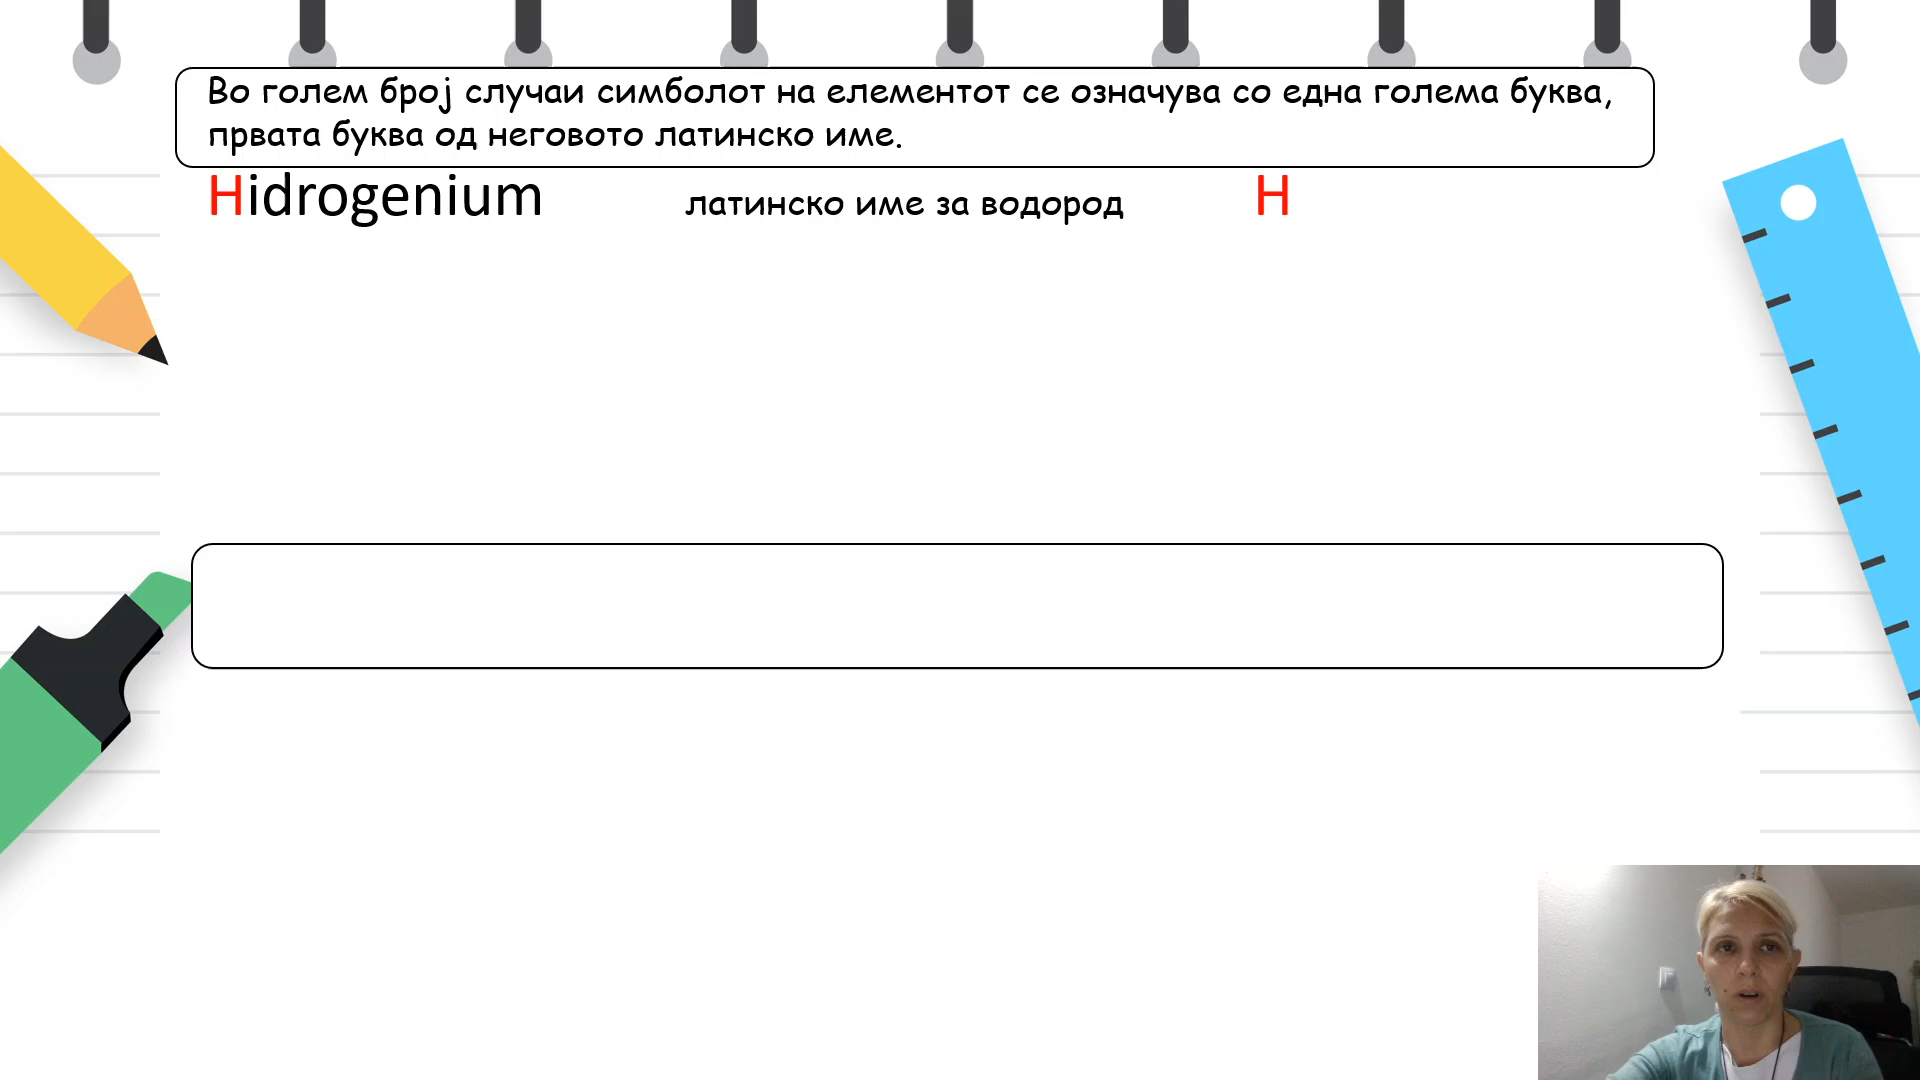 Во голем број случаи симболот на елементот се означува со една голема буква,
првата буква од неговото латинско име.
Hidrogenium латинско име за водород H